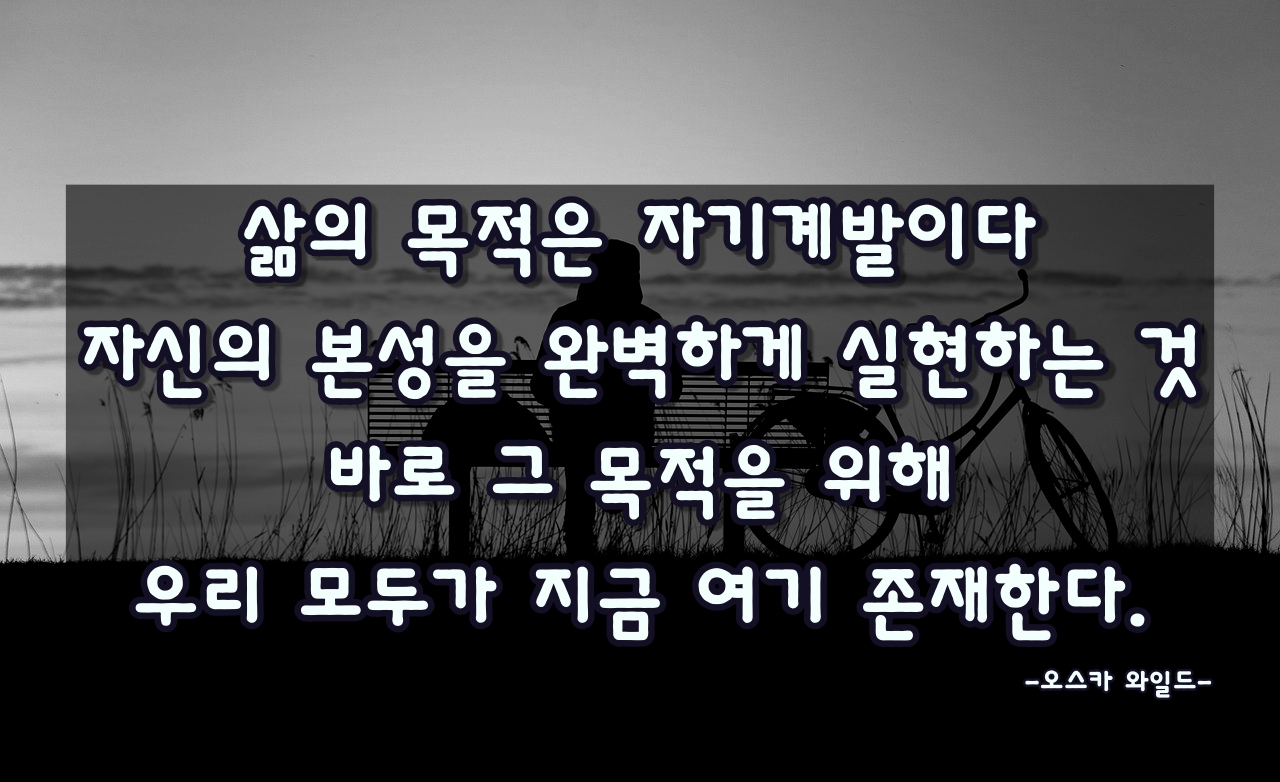 삶의 목적은 자기계발이다
자신의 본성을 완벽하게 실현하는 것
바로 그 목적을 위해
우리 모두가 지금 여기 존재한다.
-오스카 와일드-